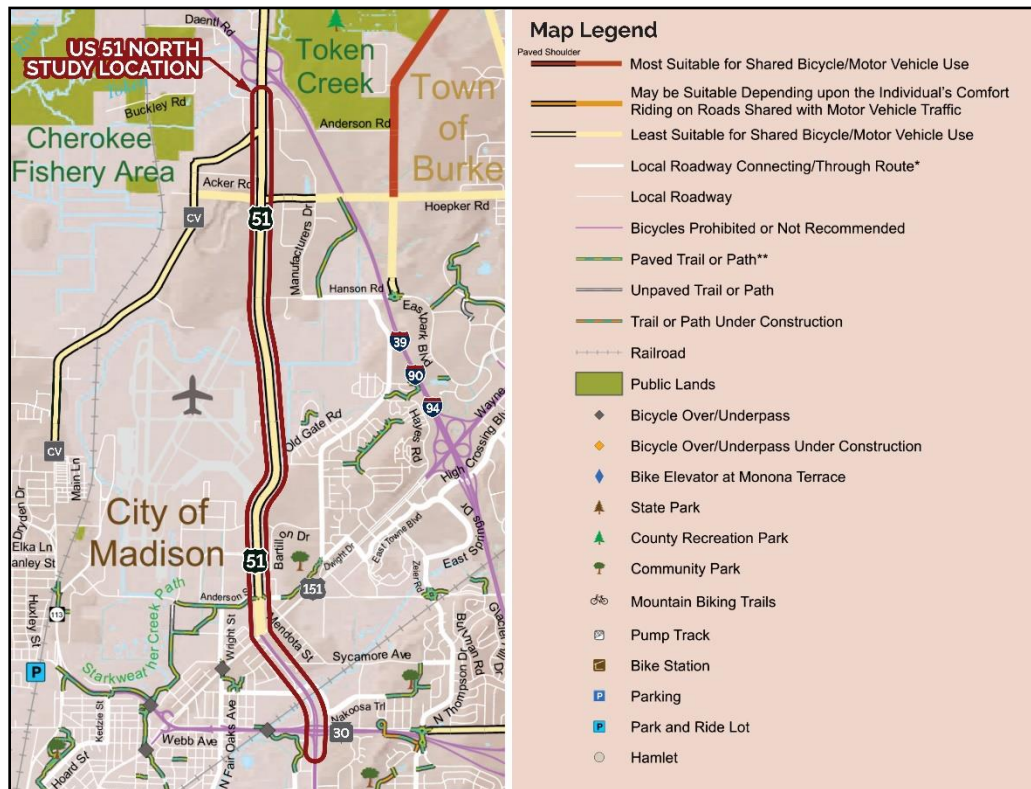 Daentl Rd
US 51 NORTH
STUDY LOCATION
Token
Creek
Token
Buckley Rd
Town
of
Burke
Anderson Rd
Cherokee
Fishery Area
Acker Rd
CV
51
Hoepker Rd
Manufacturers Dr
Hanson Rd
Eastpark Blvd
39
90
94
Wayne
Hayes Rd
High Crossing Blv
Old Gate Rd
CV
Main Ln
Dryden Dr
City of
Madison
Elka Ln
anley St
51
Bartillon Dr
Dwight Dr
East Towne Blvd
East Springs Dr
Zeier Rd
151
Anderson S
Huxley St
113
Starkweather Creek Path
Wright St
Mendota St
Sycamore Ave
P
Kedzie St
Webb Ave
N Fair Oaks Ave
Nakoosa Trl
30
N Thompson Dr
Hoard St
Map Legend
Paved Shoulder
Most Suitable for Shared Bicycle/Motor Vehicle Use
May be Suitable Depending upon the Individual's Comfort
Riding on Roads Shared with Motor Vehicle Traffic
Least Suitable for Shared Bicycle/Motor Vehicle Use
Local Roadway Connecting/Through Route*
Local Roadway
Bicycles Prohibited or Not Recommended
Paved Trail or Path**
Unpaved Trail or Path
Trail or Path Under Construction
Railroad
Public Lands
Bicycle Over/Underpass
Bicycle Over/Underpass Under Construction
Bike Elevator at Monona Terrace
State Park
County Recreation Park
Community Park
Mountain Biking Trails
Pump Track
Bike Station
P Parking
P Park and Ride Lot
Hamlet